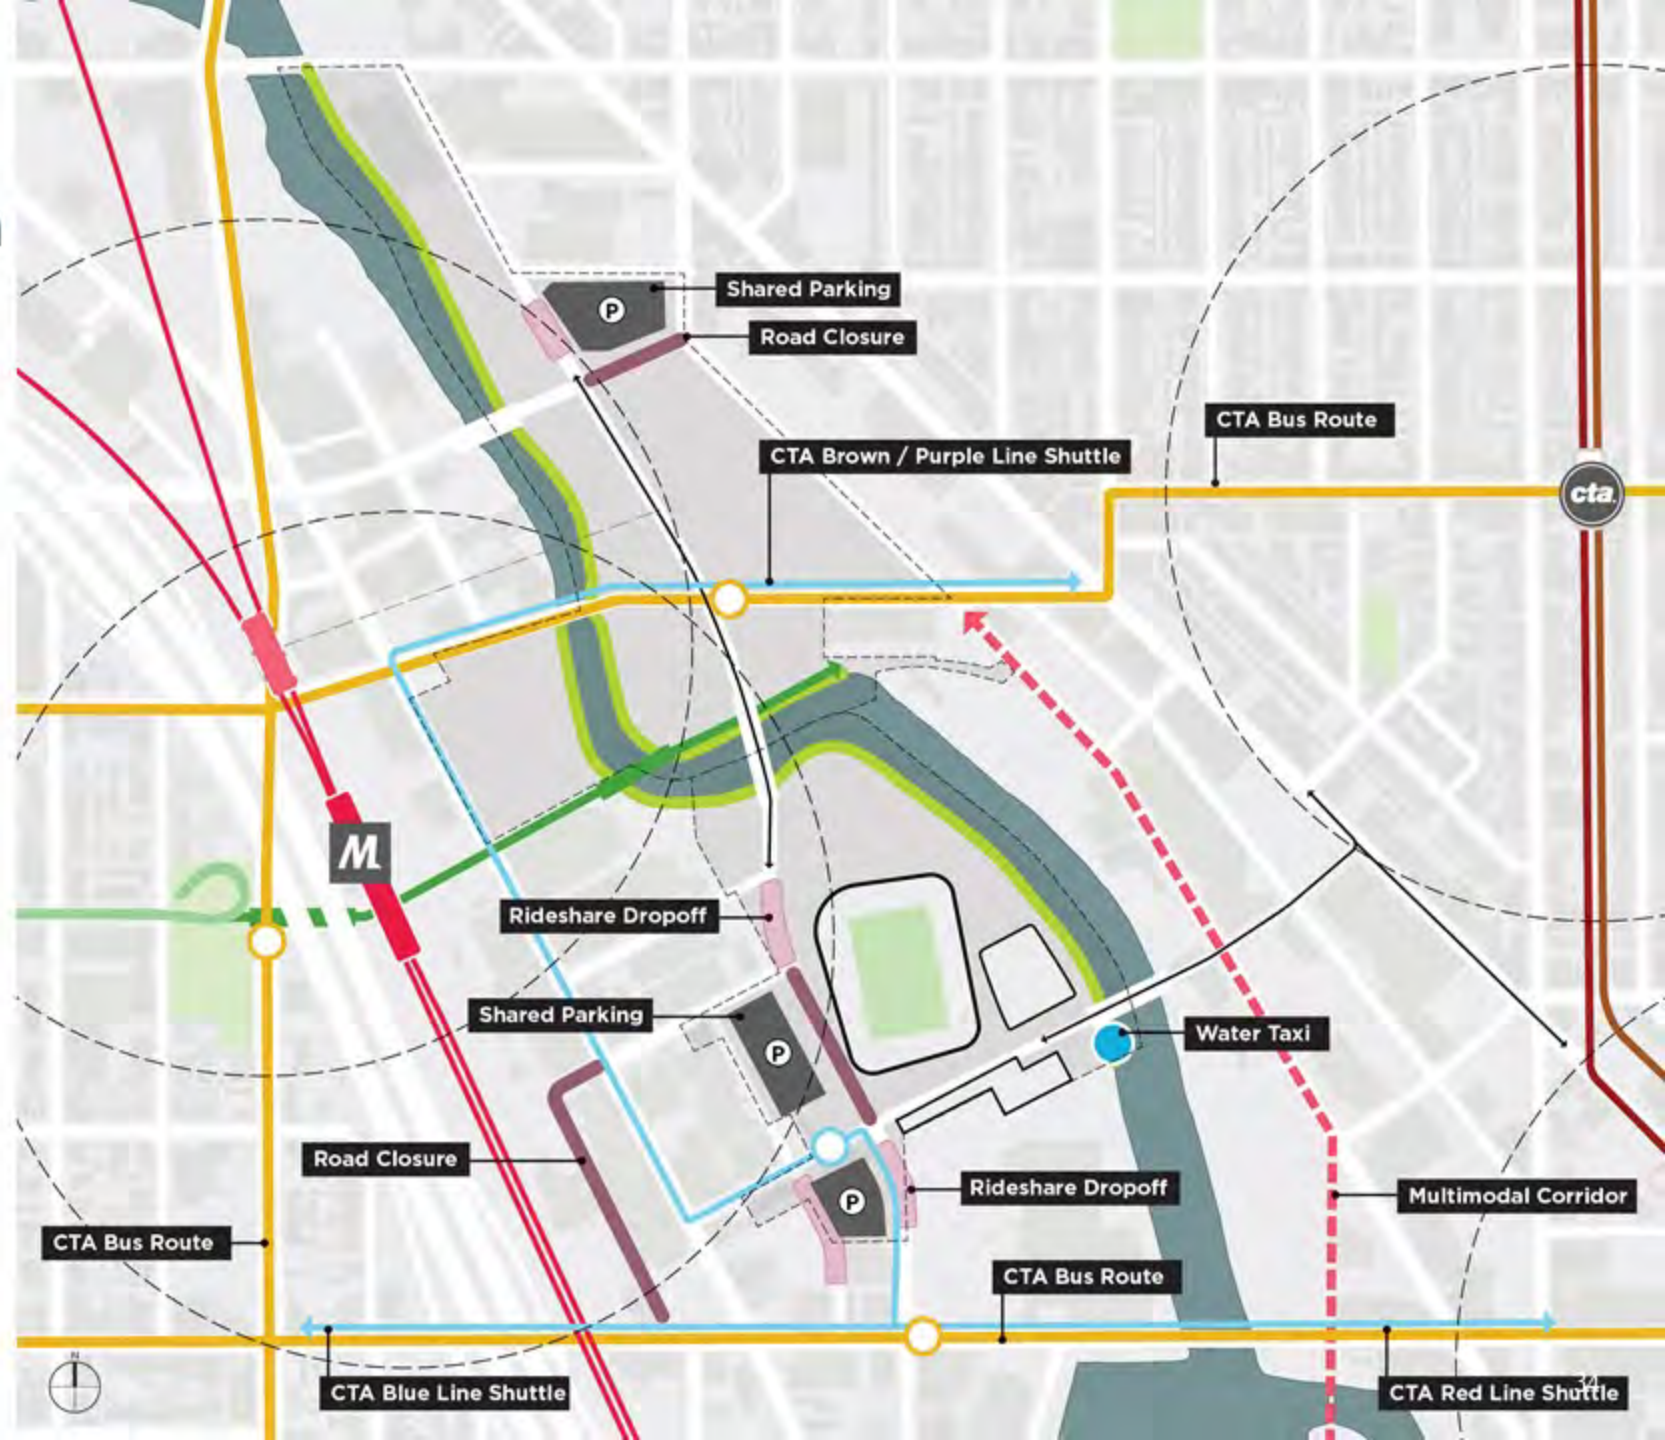 Shared Parking
P
Road Closure
CTA Bus Route
CTA Brown / Purple Line Shuttle
cta
M
Rideshare Dropoff
Shared Parking
P
Water Taxi
Road Closure
P
Rideshare Dropoff
Multimodal Corridor
CTA Bus Route
CTA Bus Route
N
CTA Blue Line Shuttle
CTA Red Line Shuttle
34